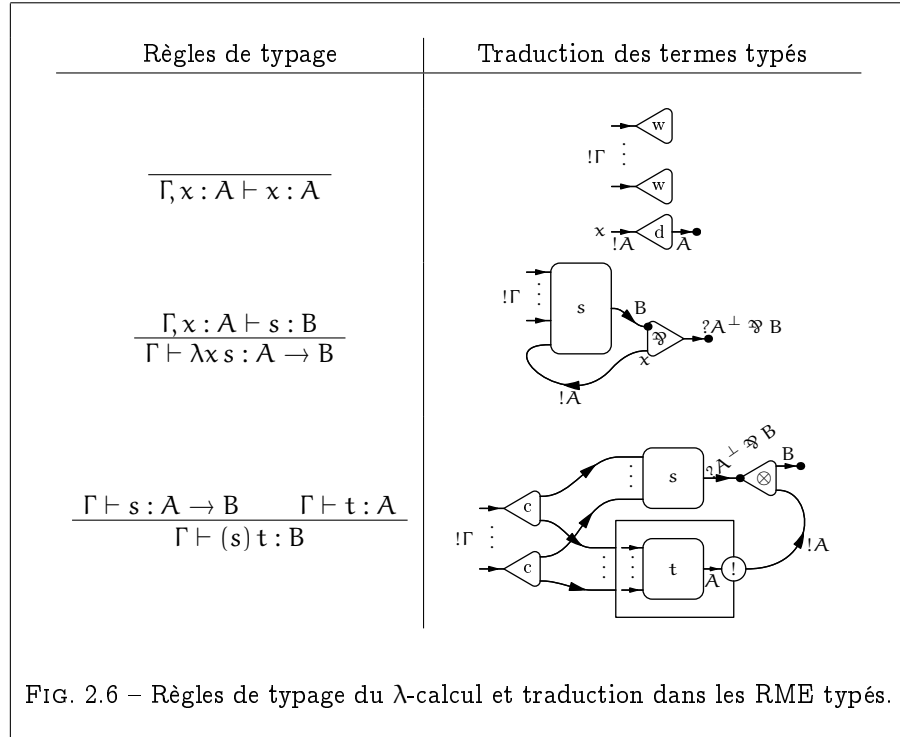 Règles de typage
Traduction des termes typés
Γ, x : A ⊢ x : A
w
!Γ
w
x
!A
d
A
Γ, x : A ⊢ s : B
Γ ⊢ λx s : A → B
!Γ
s
B
⅋
x
?A⊥ ⅋ B
!A
Γ ⊢ s : A → B Γ ⊢ t : A
Γ ⊢ (s) t : B
!Γ
c
c
s
?A⊥ ⅋ B
⊗
B
t
A
!
!A
FIG. 2.6 – Règles de typage du λ-calcul et traduction dans les RME typés.